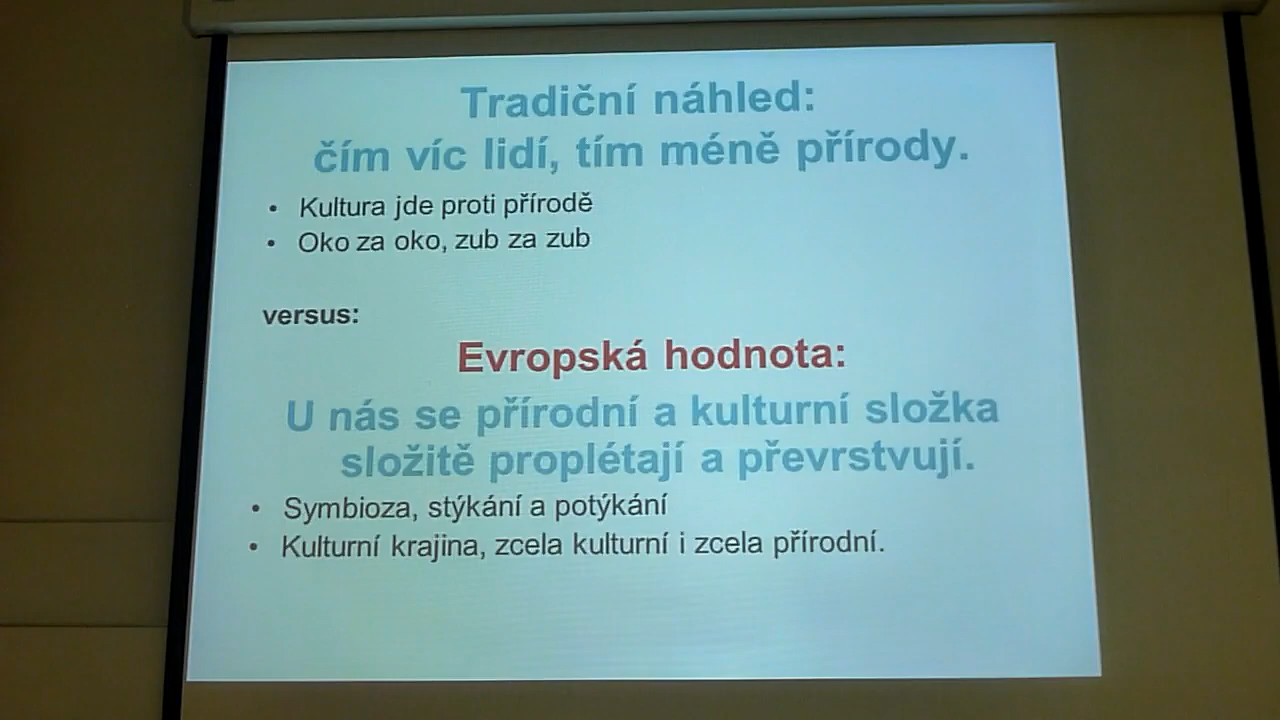 Tradiční náhled:
čím víc lidí, tím méně přírody.
• Kultura jde proti přírodě
• Oko za oko, zub za zub
versus:
Evropská hodnota:
U nás se přírodní a kulturní složka
složitě proplétají a převrstvují.
• Symbioza, stýkání a potýkání
• Kulturní krajina, zcela kulturní i zcela přírodní.